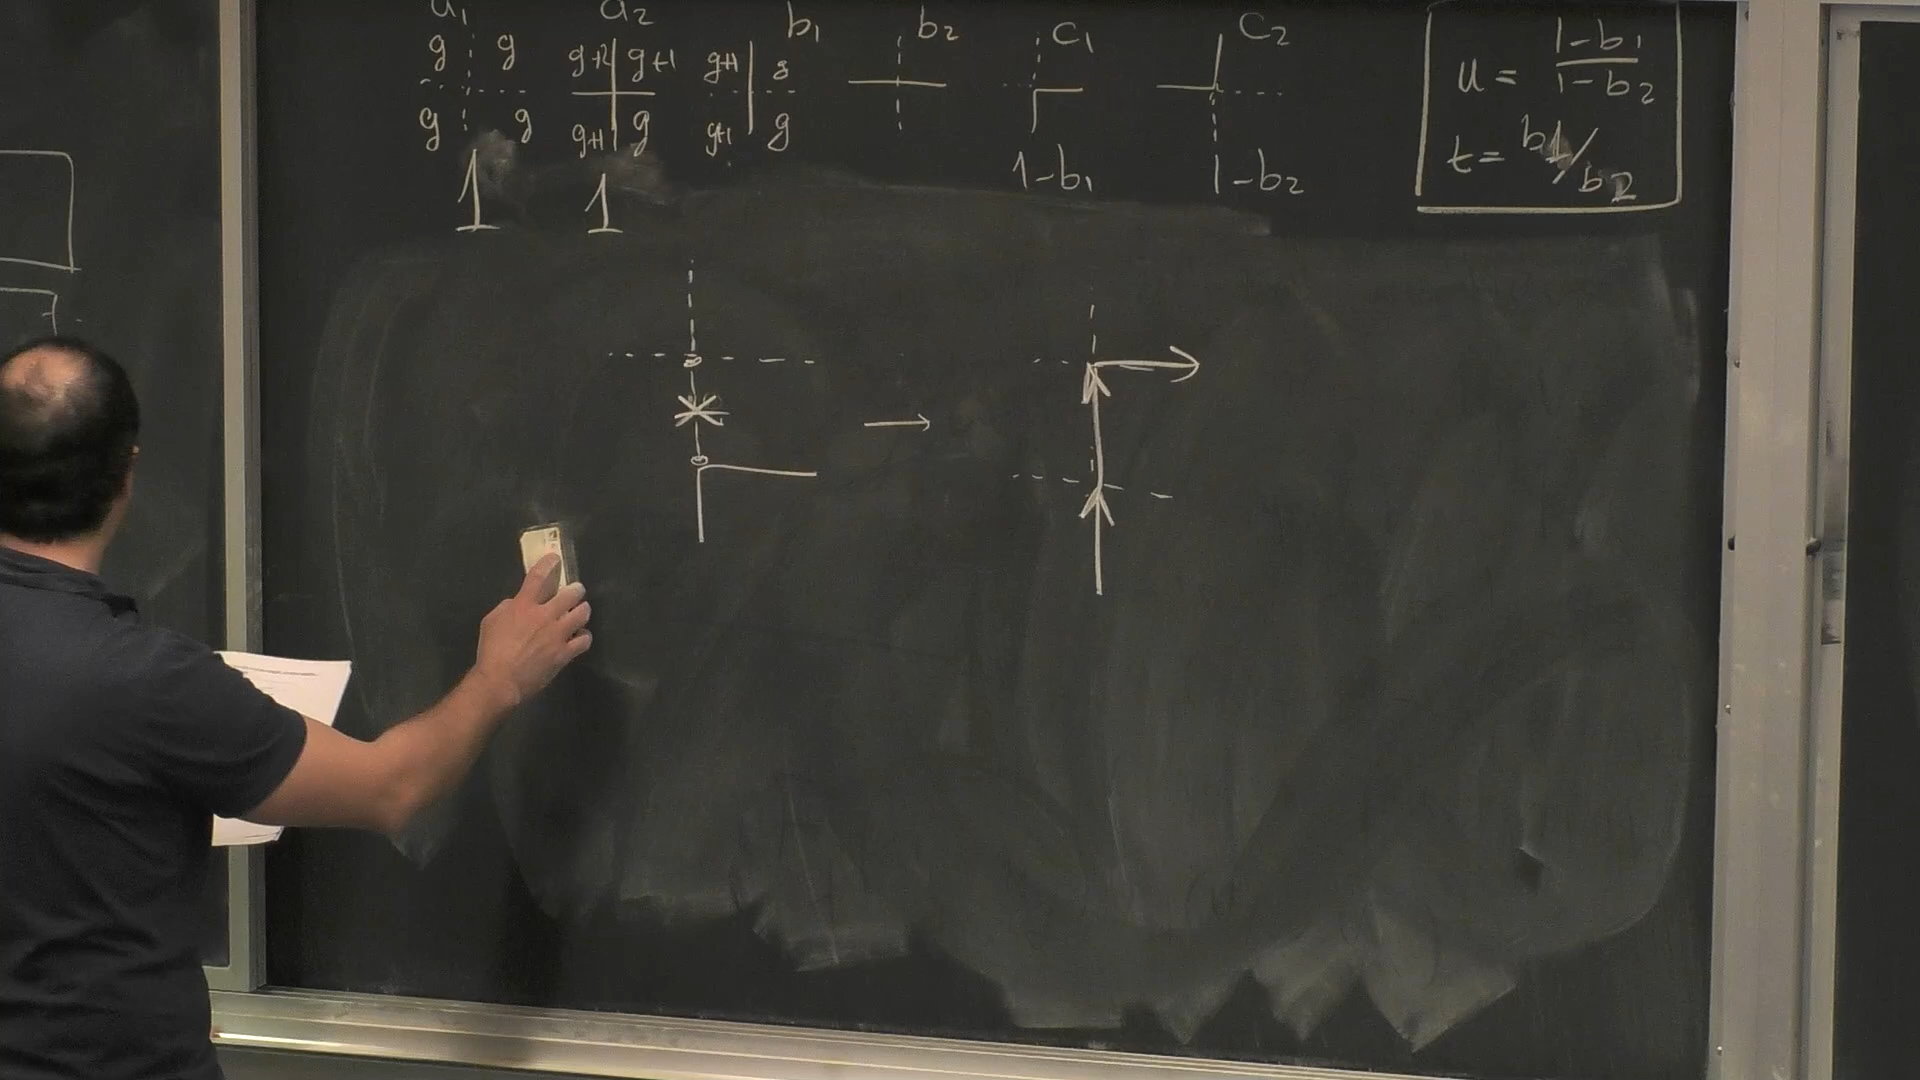 a1 a2 b1 b2 c1 c2
g g g+2 g+1 g+1 g
g g g+1 g g+1 g
1 1 1-b1 1-b2
u = 1-b1 / 1-b2
t = b1/b2